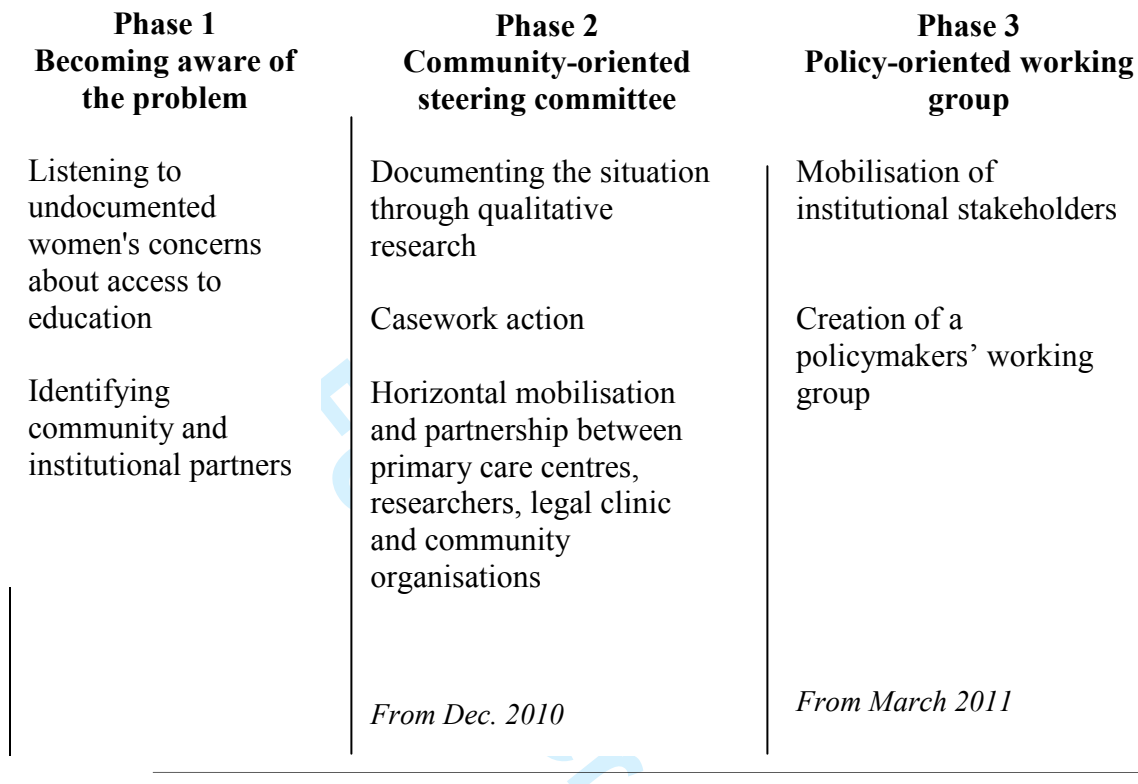 Phase 1
Becoming aware of
the problem
Listening to
undocumented
women's concerns
about access to
education
Identifying
community and
institutional partners
Phase 2
Community-oriented
steering committee
Documenting the situation
through qualitative
research
Casework action
Horizontal mobilisation
and partnership between
primary care centres,
researchers, legal clinic
and community
organisations
From Dec. 2010
Phase 3
Policy-oriented working
group
Mobilisation of
institutional stakeholders
Creation of a
policymakers’ working
group
From March 2011